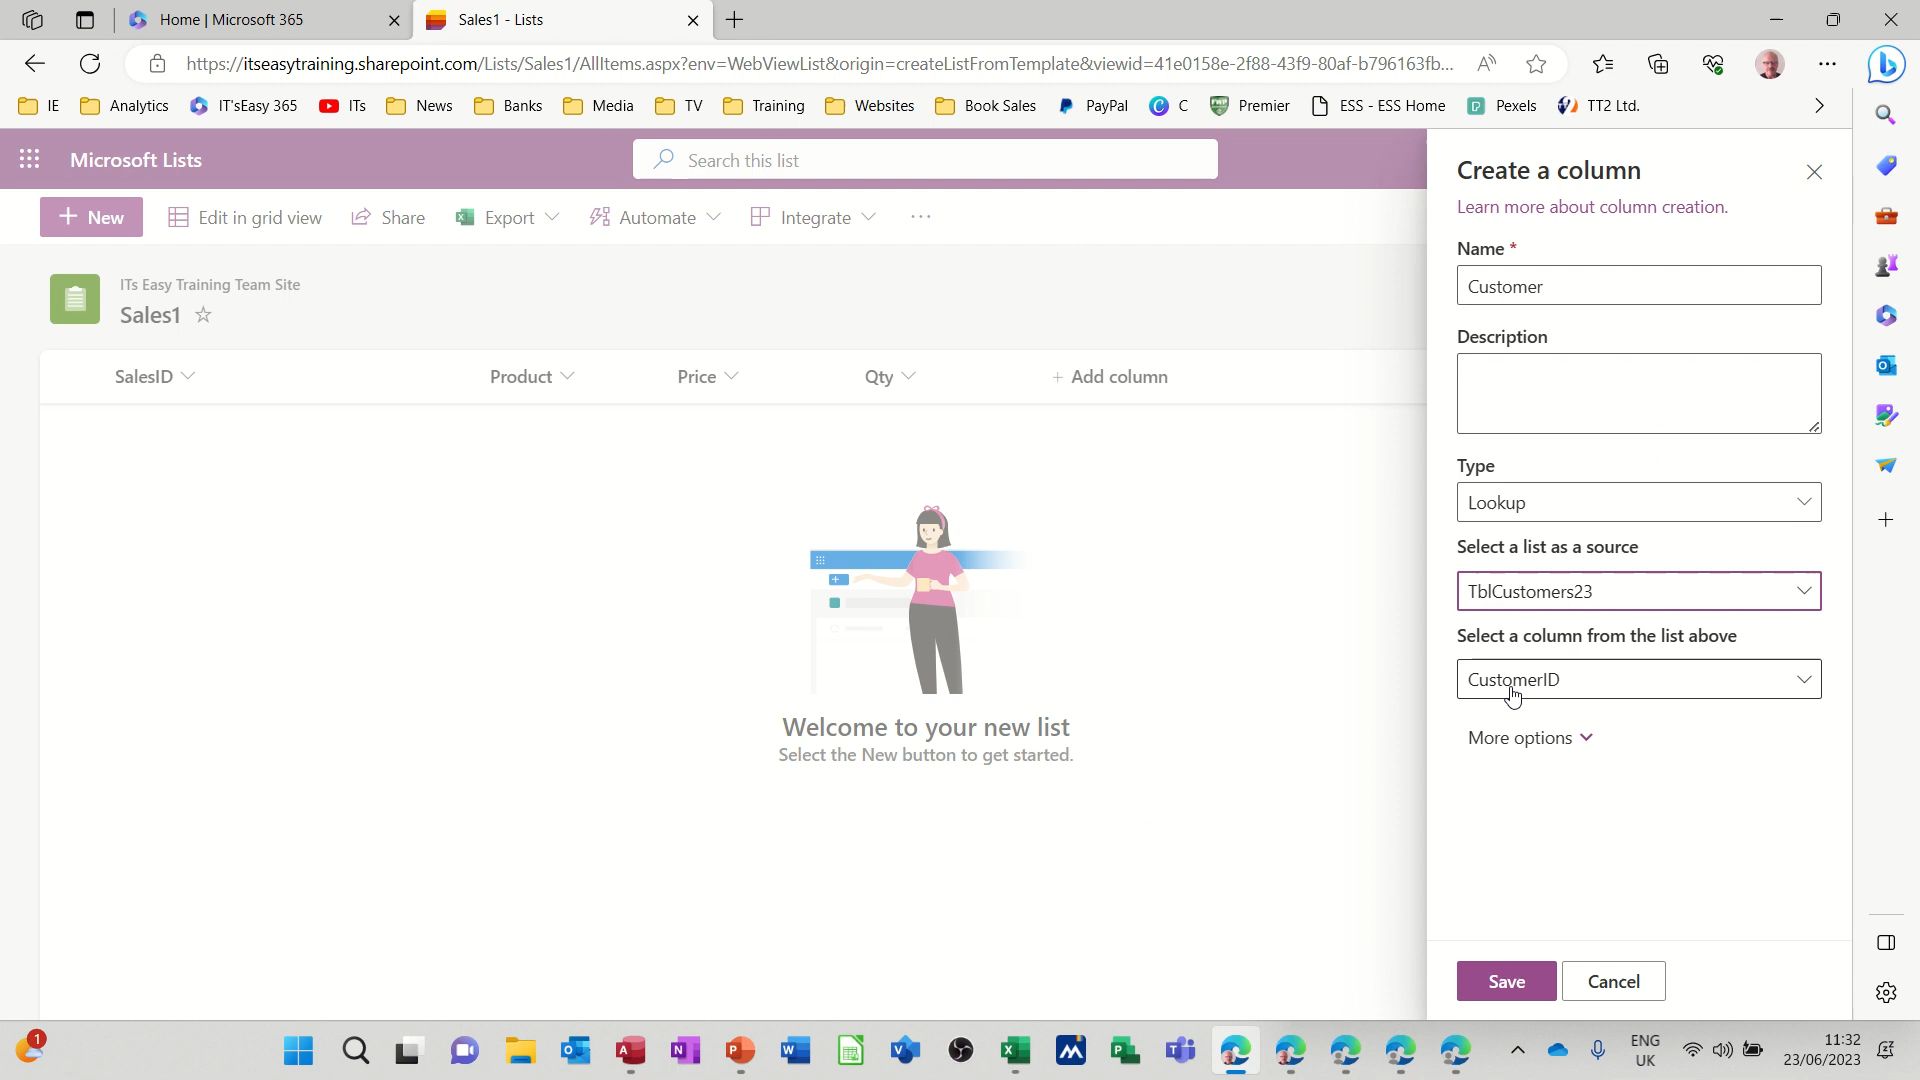 Home | Microsoft 365
Sales1 - Lists
https://itseasytraining.sharepoint.com/Lists/Sales1/AllItems.aspx?env=WebViewList&origin=createListFromTemplate&viewid=41e0158e-2f88-43f9-80af-b796163fb...
IE Analytics IT'sEasy 365 ITs News Banks Media TV Training Websites Book Sales PayPal C Premier ESS - ESS Home Pexels TT2 Ltd.
Microsoft Lists
Search this list
New Edit in grid view Share Export Automate Integrate
ITs Easy Training Team Site
Sales1
SalesID Product Price Qty + Add column
Welcome to your new list
Select the New button to get started.
Create a column
Learn more about column creation.
Name *
Customer
Description
Type
Lookup
Select a list as a source
TblCustomers23
Select a column from the list above
CustomerID
More options
Save Cancel
1
ENG
UK
11:32
23/06/2023